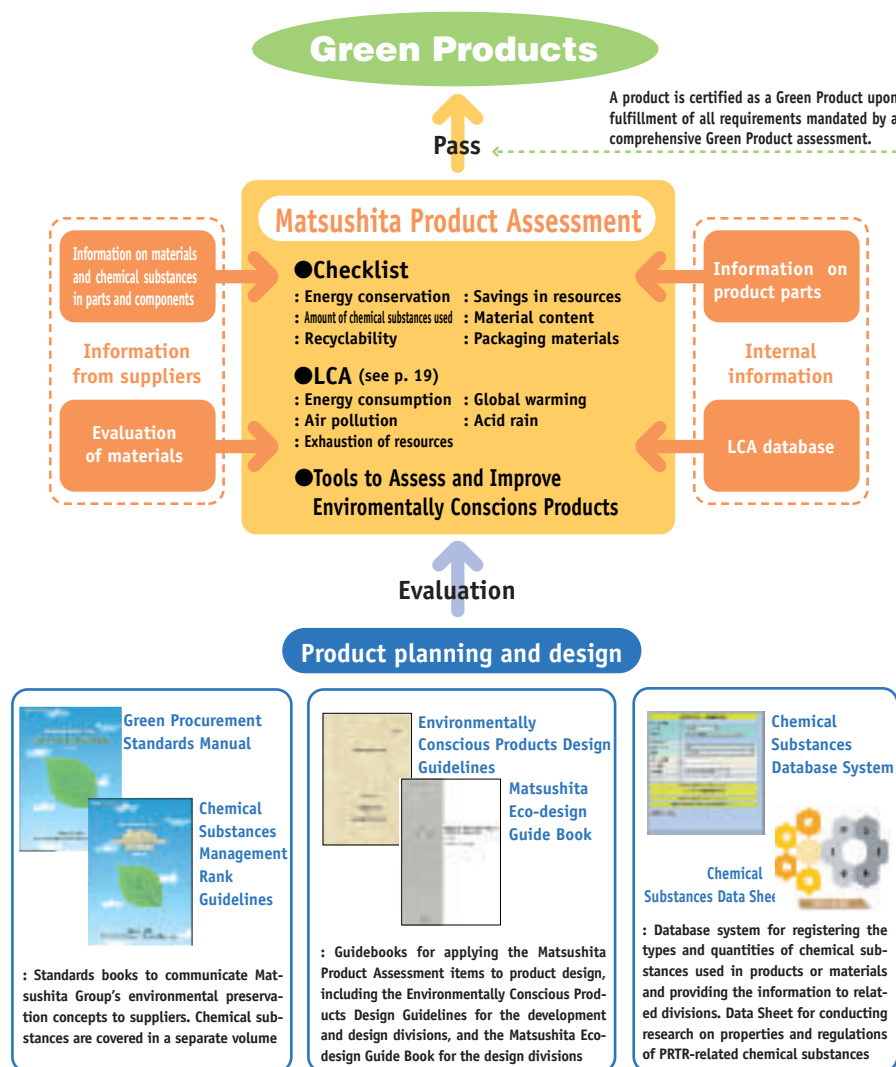 Green Products
A product is certified as a Green Product upon
fulfillment of all requirements mandated by a
comprehensive Green Product assessment.
Pass
Matsushita Product Assessment
Information on materials
and chemical substances
in parts and components
Information
from suppliers
Evaluation
of materials
●Checklist
: Energy conservation : Savings in resources
: Amount of chemical substances used : Material content
: Recyclability : Packaging materials
●LCA (see p. 19)
: Energy consumption : Global warming
: Air pollution : Acid rain
: Exhaustion of resources
●Tools to Assess and Improve
Enviromentally Conscions Products
Information on
product parts
Internal
information
LCA database
Evaluation
Product planning and design
Green Procurement
Standards Manual
Chemical
Substances
Management
Rank
Guidelines
: Standards books to communicate Mat-
sushita Group's environmental preserva-
tion concepts to suppliers. Chemical sub-
stances are covered in a separate volume
Environmentally
Conscious Products Design
Guidelines
Matsushita
Eco-design
Guide Book
: Guidebooks for applying the Matsushita
Product Assessment items to product design,
including the Environmentally Conscious Prod-
ucts Design Guidelines for the development
and design divisions, and the Matsushita Eco-
design Guide Book for the design divisions
Chemical
Substances
Database System
Chemical
Substances Data Shee
: Database system for registering the
types and quantities of chemical sub-
stances used in products or materials
and providing the information to relat-
ed divisions. Data Sheet for conducting
research on properties and regulations
of PRTR-related chemical substances